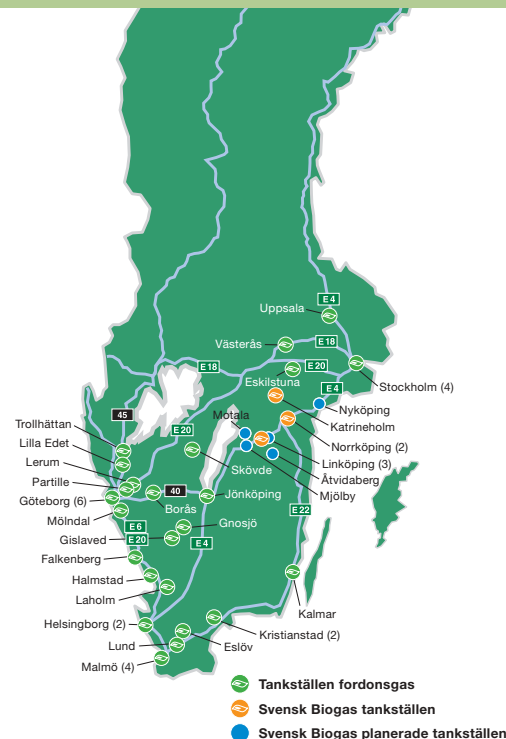 E 4
Uppsala
Västerås
E 18
E 18
E 20
Eskilstuna
E 4
Stockholm (4)
Nyköping
Katrineholm
45
Motala
Trollhättan
E 20
Norrköping (2)
Lilla Edet
Linköping (3)
Lerum
Skövde
Åtvidaberg
Partille
40
Jönköping
Mjölby
Göteborg (6)
Borås
E 22
Mölndal
E 6
Gnosjö
Gislaved
E 20
E 4
Falkenberg
Halmstad
Laholm
Kalmar
Helsingborg (2)
Kristianstad (2)
Lund
Eslöv
Malmö (4)
Tankställen fordonsgas
Svensk Biogas tankställen
Svensk Biogas planerade tankställen